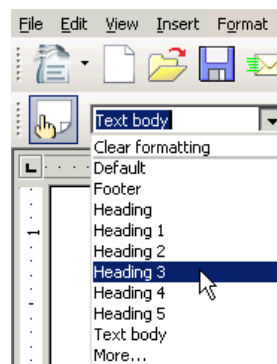 File Edit View Insert Format
Text body
Clear formatting
Default
Footer
Heading
Heading 1
Heading 2
Heading 3
Heading 4
Heading 5
Text body
More...
L
1